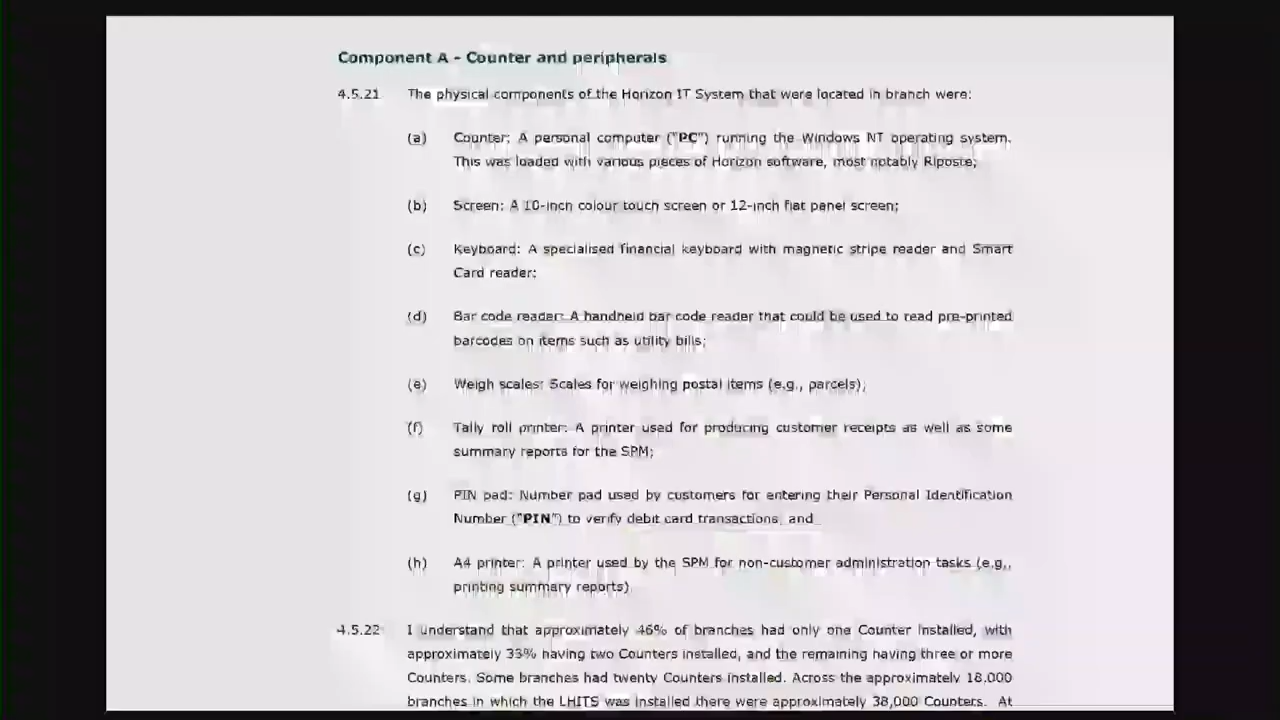 Component A - Counter and peripherals
4.5.21 The physical components of the Horizon IT System that were located in branch were:
(a) Counter: A personal computer ("PC") running the Windows NT operating system.
This was loaded with various pieces of Horizon software, most notably Riposte;
(b) Screen: A 10-inch colour touch screen or 12-inch flat panel screen;
(c) Keyboard: A specialised financial keyboard with magnetic stripe reader and Smart
Card reader;
(d) Bar code reader: A handheld bar code reader that could be used to read pre-printed
barcodes on items such as utility bills;
(e) Weigh scales: Scales for weighing postal items (e.g., parcels);
(f) Tally roll printer: A printer used for producing customer receipts as well as some
summary reports for the SPM;
(g) PIN pad: Number pad used by customers for entering their Personal Identification
Number ("PIN") to verify debit card transactions; and
(h) A4 printer: A printer used by the SPM for non-customer administration tasks (e.g.,
printing summary reports)
4.5.22 I understand that approximately 46% of branches had only one Counter installed, with
approximately 33% having two Counters installed, and the remaining having three or more
Counters. Some branches had twenty Counters installed. Across the approximately 18,000
branches in which the LHITS was installed there were approximately 38,000 Counters. At